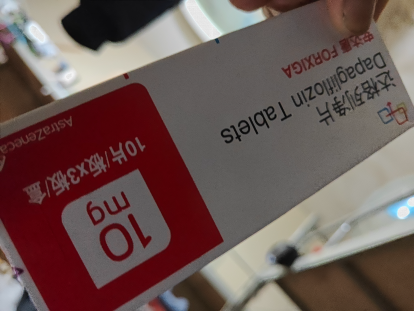 达格列净片
Dapagliflozin Tablets
安达唐 FORXIGA
10
mg
10片/板x3板/盒
AstraZeneca